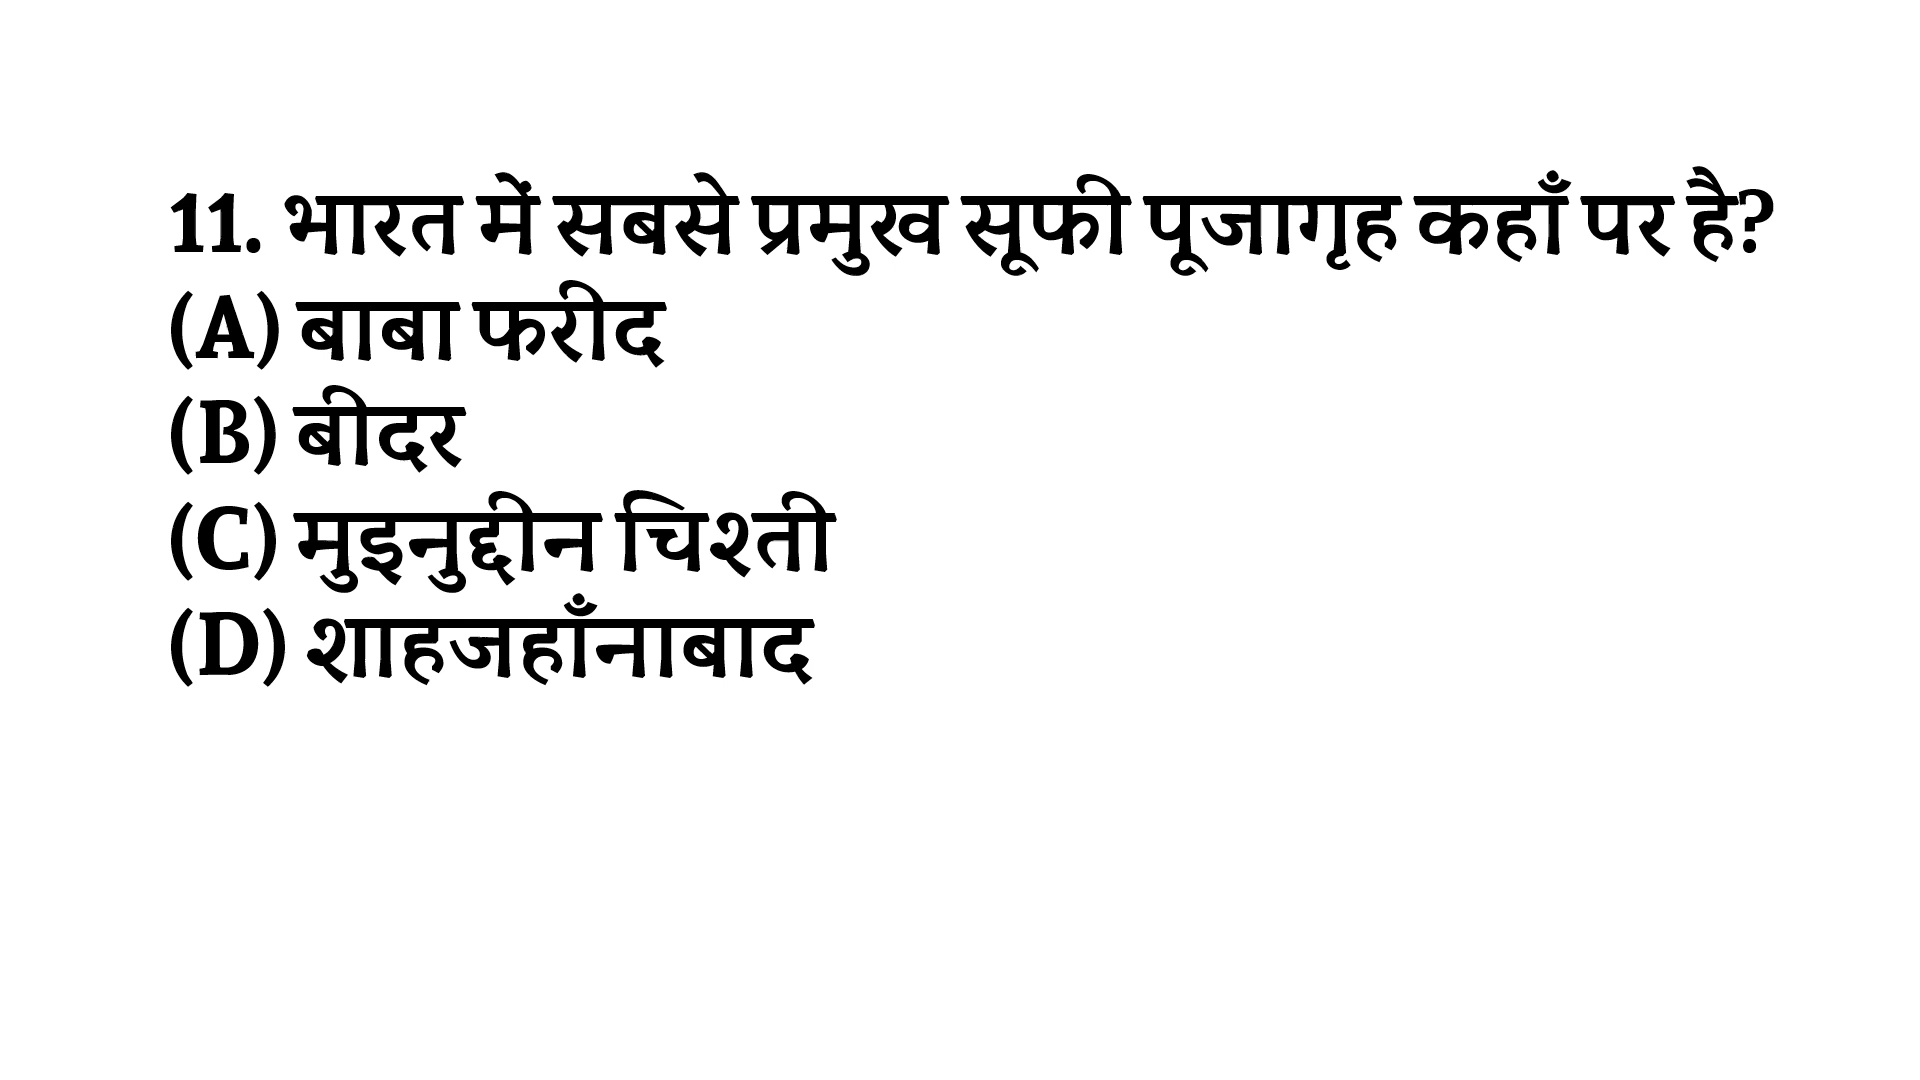 11. भारत में सबसे प्रमुख सूफी पूजागृह कहाँ पर है?
(A) बाबा फरीद
(B) बीदर
(C) मुइनुद्दीन चिश्ती
(D) शाहजहाँनाबाद